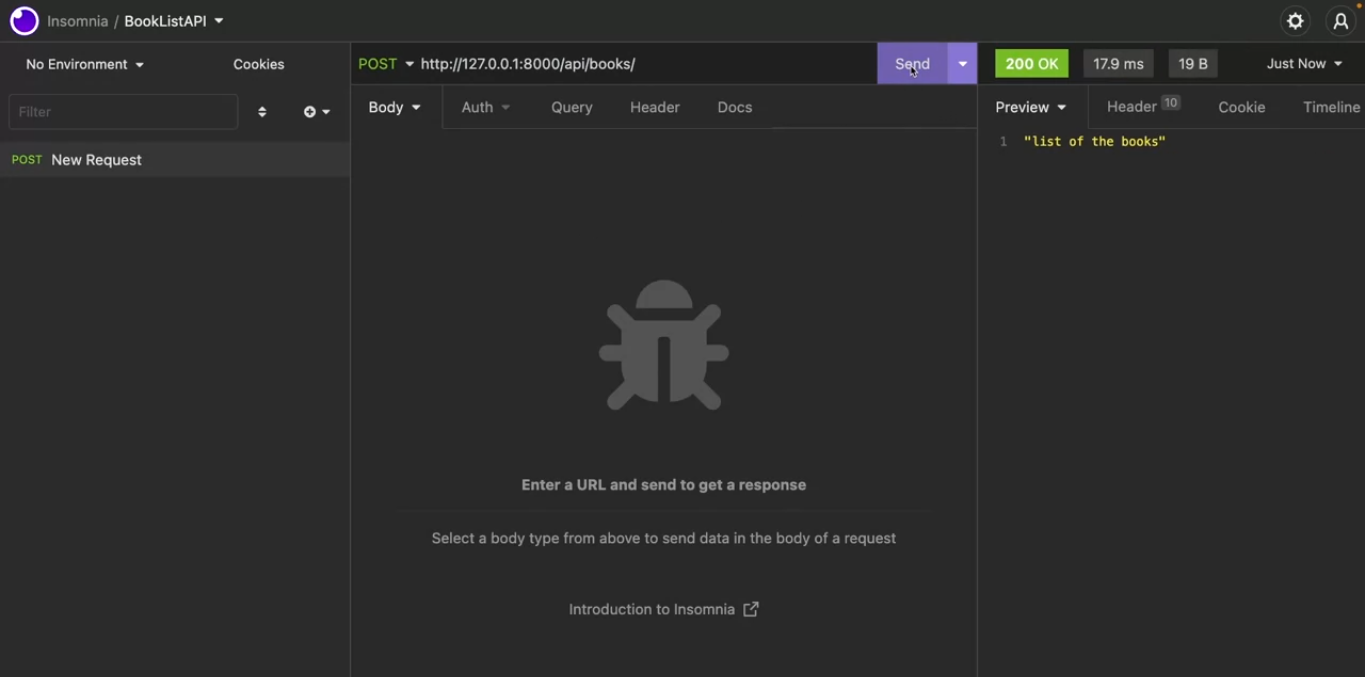 Insomnia / BookListAPI
No Environment
Cookies
POST http://127.0.0.1:8000/api/books/
Send
200 OK
17.9 ms
19 B
Just Now
Filter
Body
Auth
Query
Header
Docs
Preview
Header 10
Cookie
Timeline
POST New Request
1 "list of the books"
Enter a URL and send to get a response
Select a body type from above to send data in the body of a request
Introduction to Insomnia